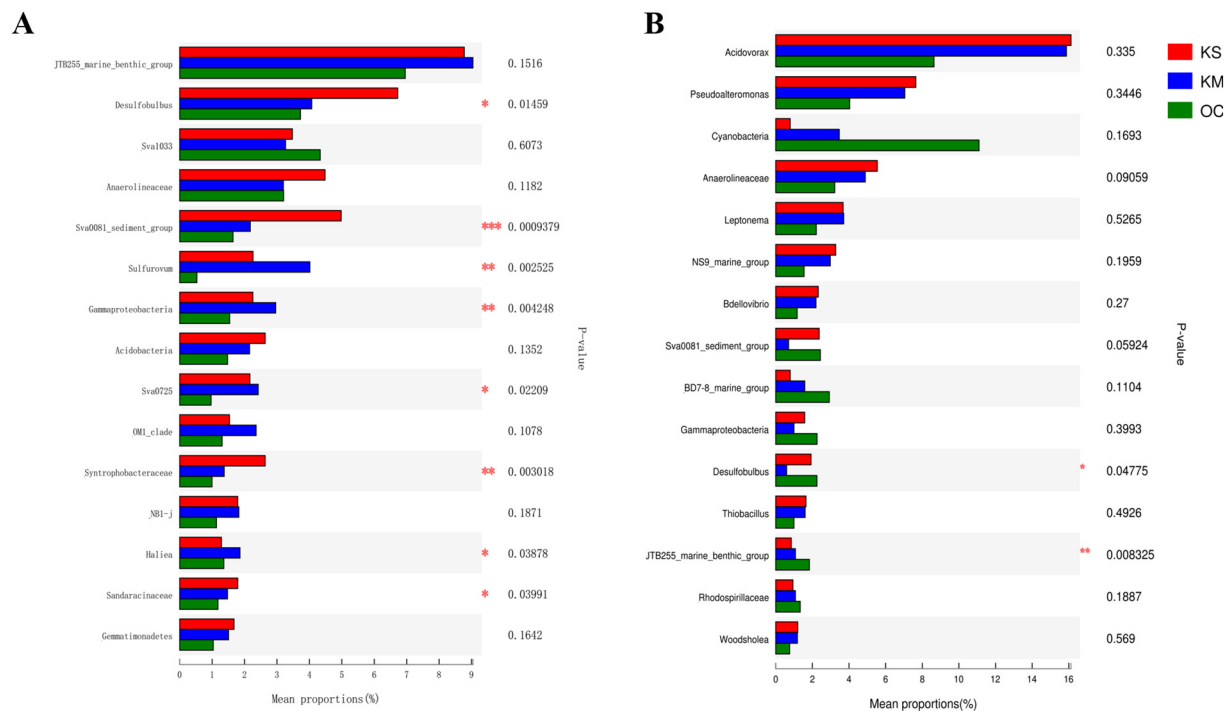 A
JTB255_marine_benthic_group 0.1516
Desulfobulbus * 0.01459
Sva1033 0.6073
Anaerolineaceae 0.1182
Sva0081_sediment_group *** 0.0009379
Sulfurovum ** 0.002525
Gammaproteobacteria ** 0.004248
Acidobacteria 0.1352
Sva0725 * 0.02209
OM1_clade 0.1078
Syntrophobacteraceae ** 0.003018
NB1-j 0.1871
Haliea * 0.03878
Sandaracinaceae * 0.03991
Gemmatimonadetes 0.1642
P-value
0 1 2 3 4 5 6 7 8 9
Mean proportions(%)
B
KS
KM
OC
Acidovorax 0.335
Pseudoalteromonas 0.3446
Cyanobacteria 0.1693
Anaerolineaceae 0.09059
Leptonema 0.5265
NS9_marine_group 0.1959
Bdellovibrio 0.27
Sva0081_sediment_group 0.05924
BD7-8_marine_group 0.1104
Gammaproteobacteria 0.3993
Desulfobulbus * 0.04775
Thiobacillus 0.4926
JTB255_marine_benthic_group ** 0.008325
Rhodospirillaceae 0.1887
Woodsholea 0.569
P-value
0 2 4 6 8 10 12 14 16
Mean proportions(%)